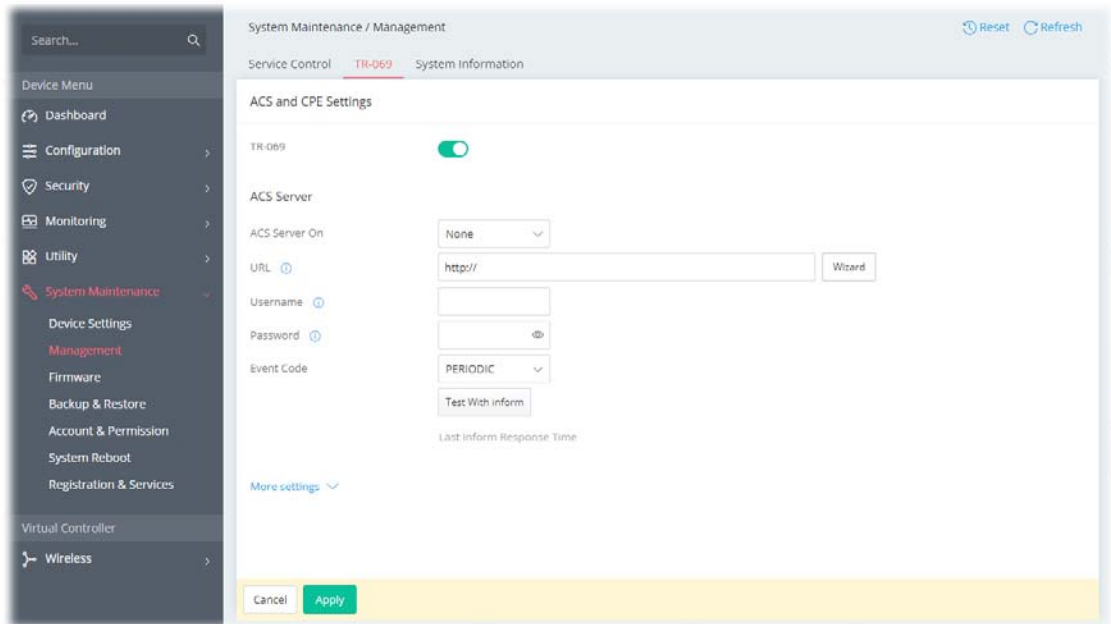 Search...
Device Menu
Dashboard
Configuration
Security
Monitoring
Utility
System Maintenance
Device Settings
Management
Firmware
Backup & Restore
Account & Permission
System Reboot
Registration & Services
Virtual Controller
Wireless
System Maintenance / Management
Reset Refresh
Service Control TR-069 System Information
ACS and CPE Settings
TR-069
ACS Server
ACS Server On None
URL http:// Wizard
Username
Password
Event Code PERIODIC
Test With inform
Last Inform Response Time
More settings
Cancel Apply